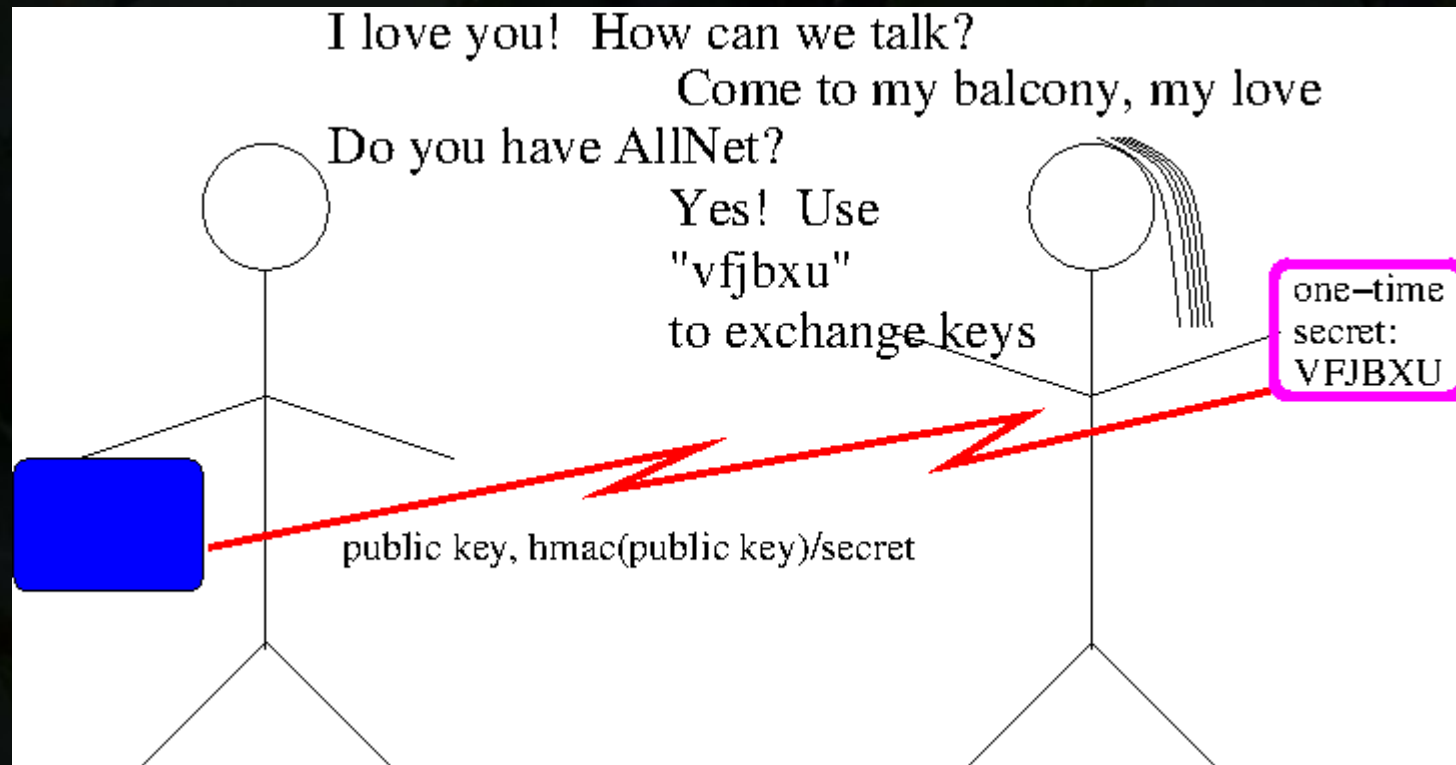 I love you!  How can we talk?
Come to my balcony, my love
Do you have AllNet?
Yes!  Use
"vfjbxu"
to exchange keys
one-time
secret:
VFJBXU
public key, hmac(public key)/secret